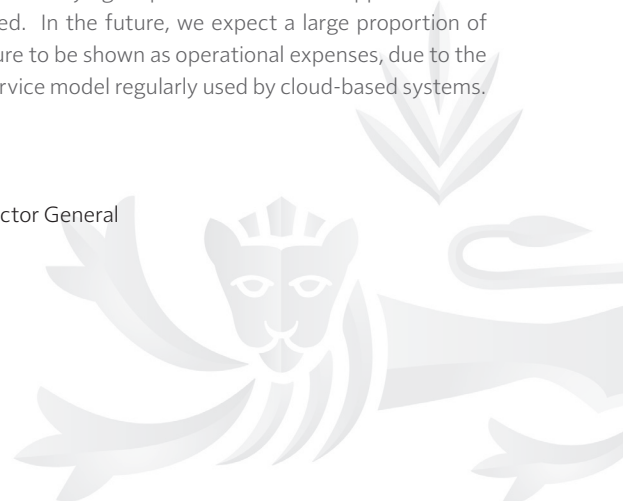 ed. In the future, we expect a large proportion of
ure to be shown as operational expenses, due to the
rvice model regularly used by cloud-based systems.
ctor General